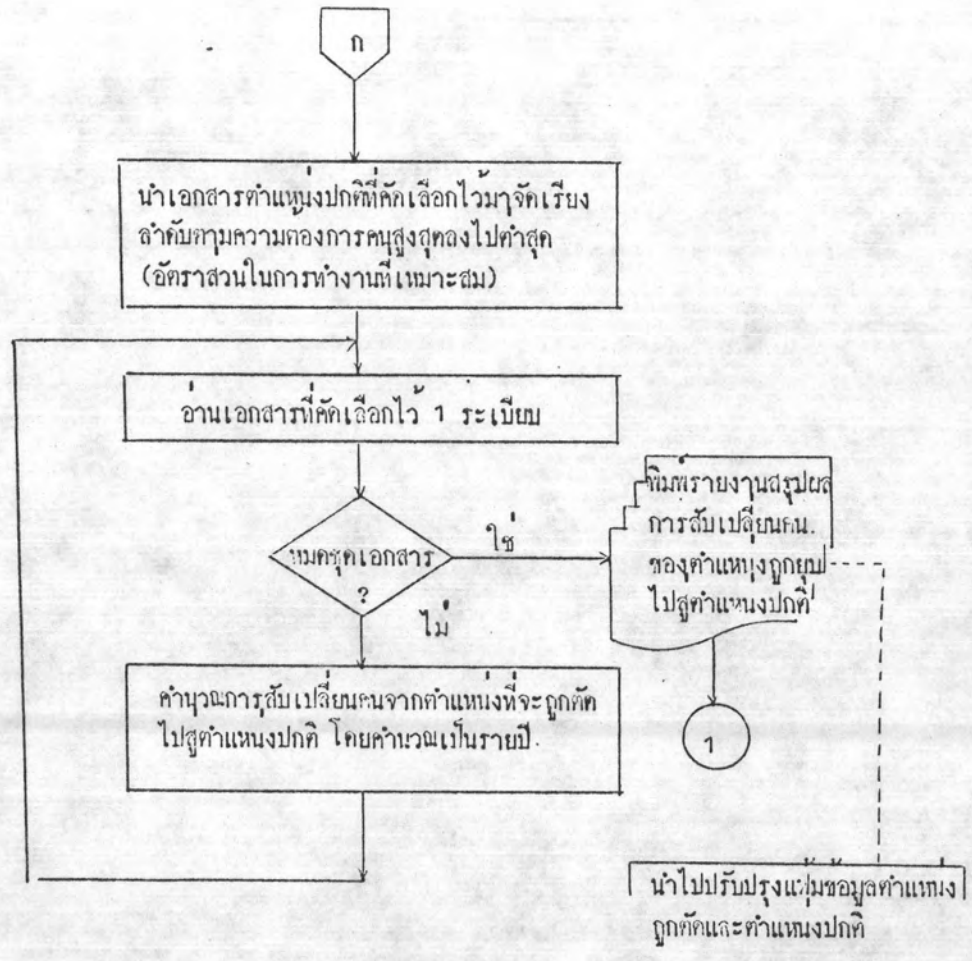 ก
นำเอกสารตำแหน่งปกติที่คัดเลือกไว้มาจัดเรียง
ลำดับตามความต้องการคนสูงสุดลงไปต่ำสุด
(อัตราส่วนในการทำงานที่เหมาะสม)
อ่านเอกสารที่คัดเลือกไว้ 1 ระเบียบ
หมดชุดเอกสาร
?
ใช่
ไม่
พิมพ์รายงานสรุปผล
การสับเปลี่ยนคน
ของตำแหน่งถูกยุบ
ไปสู่ตำแหน่งปกติ
คำนวณการสับเปลี่ยนคนจากตำแหน่งที่จะถูกตัด
ไปสู่ตำแหน่งปกติ โดยคำนวณเป็นรายปี
1
นำไปปรับปรุงแฟ้มข้อมูลตำแหน่ง
ถูกตัดและตำแหน่งปกติ